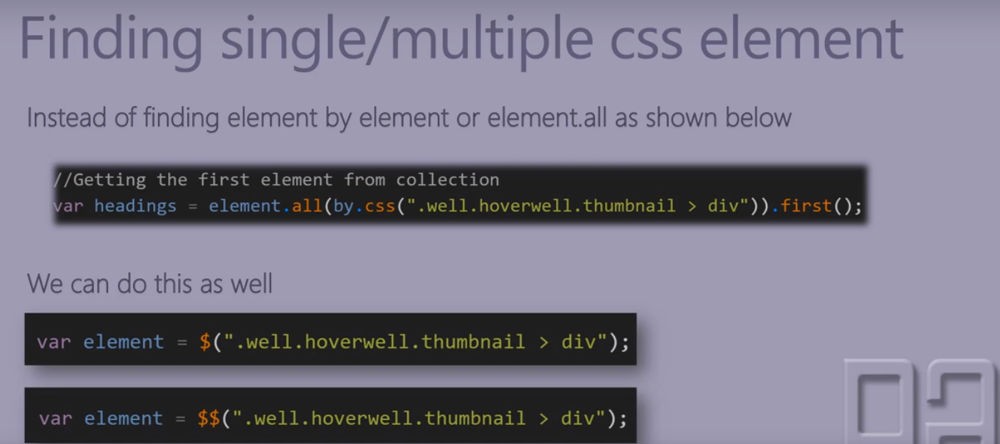 Finding single/multiple css element
Instead of finding element by element or element.all as shown below
//Getting the first element from collection
var headings = element.all(by.css(".well.hoverwell.thumbnail > div")).first();
We can do this as well
var element = $(".well.hoverwell.thumbnail > div");
var element = $$(".well.hoverwell.thumbnail > div");